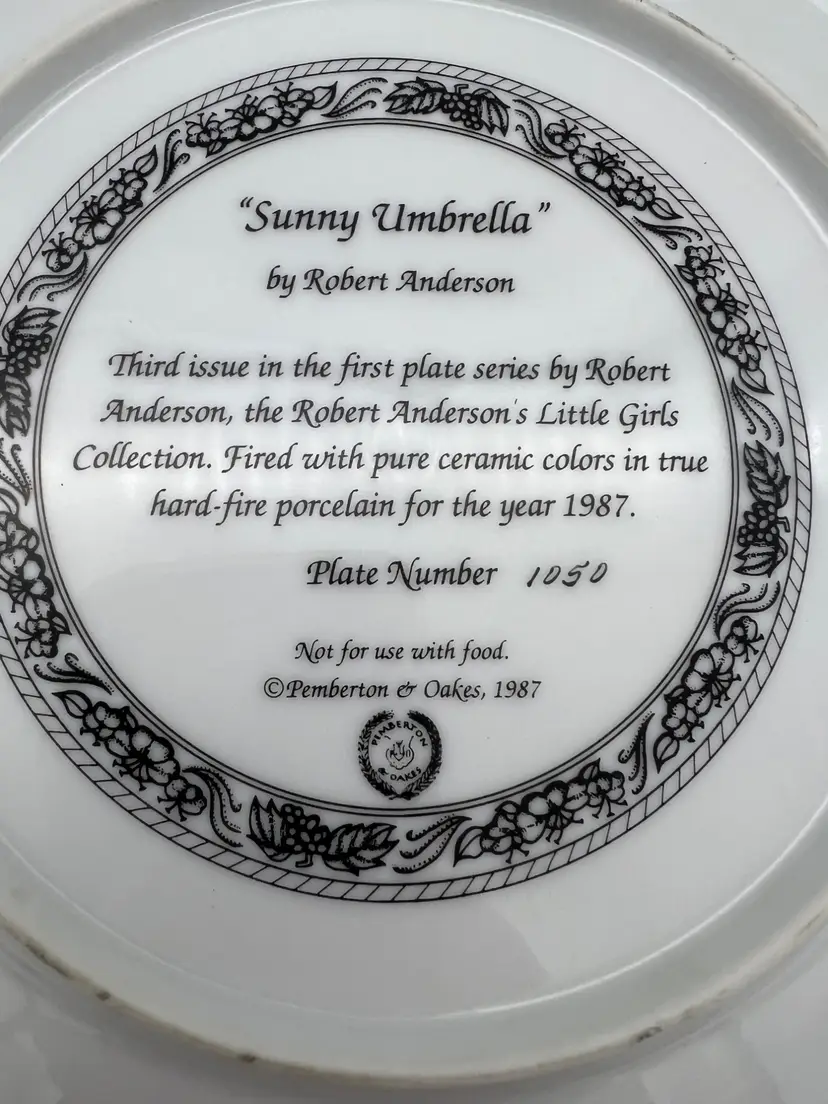 “Sunny Umbrella”
by Robert Anderson
Third issue in the first plate series by Robert
Anderson, the Robert Anderson's Little Girls
Collection. Fired with pure ceramic colors in true
hard-fire porcelain for the year 1987.
Plate Number 1050
Not for use with food.
©Pemberton & Oakes, 1987
PEMBERTON
& OAKES